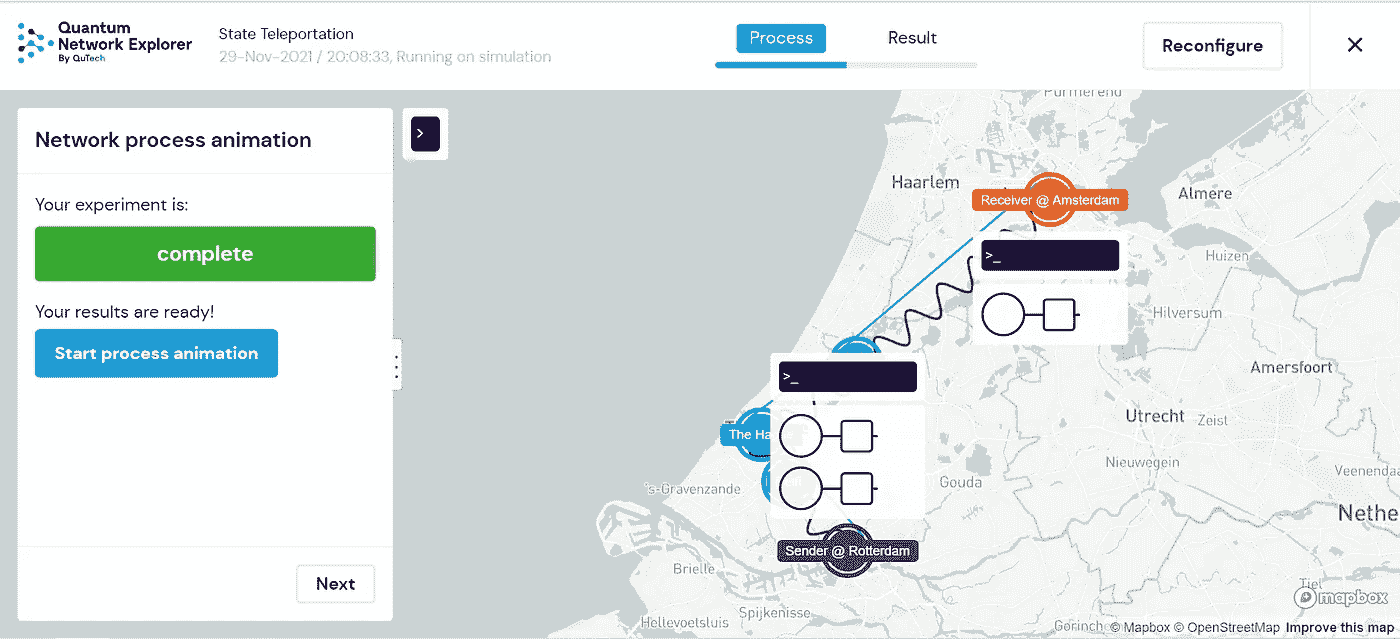 Quantum
Network Explorer
By QuTech
State Teleportation
29-Nov-2021 / 20:08:33, Running on simulation
Process
Result
Reconfigure
Network process animation
>
Your experiment is:
complete
Your results are ready!
Start process animation
Next
Purmerend
Haarlem
Receiver @ Amsterdam
Almere
>_
Huizen
Hilversum
>_
Amersfoort
The Ha
Utrecht
Zeist
Nieuwegein
Veenendaa
's-Gravenzande
Gouda
Nethe
Sender @ Rotterdam
Brielle
Tiel
mapbox
Spijkenisse
Hellevoetsluis
Gorinch
© Mapbox © OpenStreetMap Improve this map